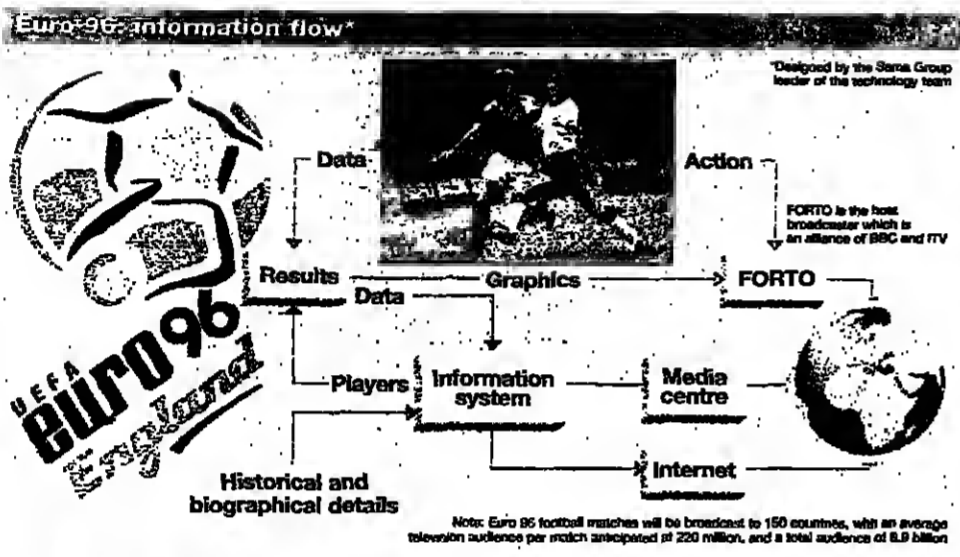 Euro 96: information flow*
*Designed by the Sema Group
leader of the technology team
Data
Action
FORTO is the host
broadcaster which is
an alliance of BBC and ITV
Results
Graphics
FORTO
Data
UEFA
euro96
England
Players
Information
system
Media
centre
Internet
Historical and
biographical details
Note: Euro 96 football matches will be broadcast to 150 countries, with an average
television audience per match anticipated at 220 million, and a total audience of 6.9 billion